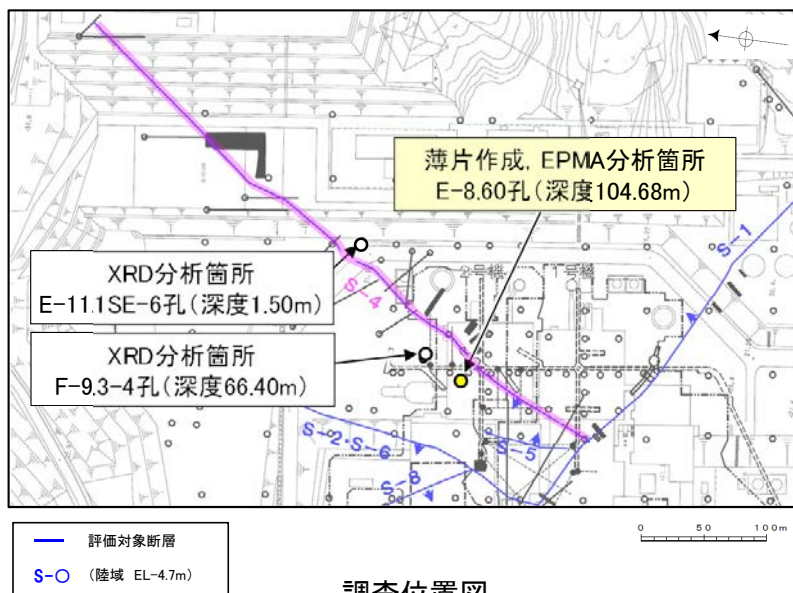 薄片作成, EPMA分析箇所
E-8.60孔(深度104.68m)
S-1
2号機
1号機
XRD分析箇所
E-11.1SE-6孔(深度1.50m)
S-4
XRD分析箇所
F-9.3-4孔(深度66.40m)
S-2・S-6
S-5
S-8
0 50 100m
評価対象断層
S-○ (陸域 EL-4.7m)
調査位置図